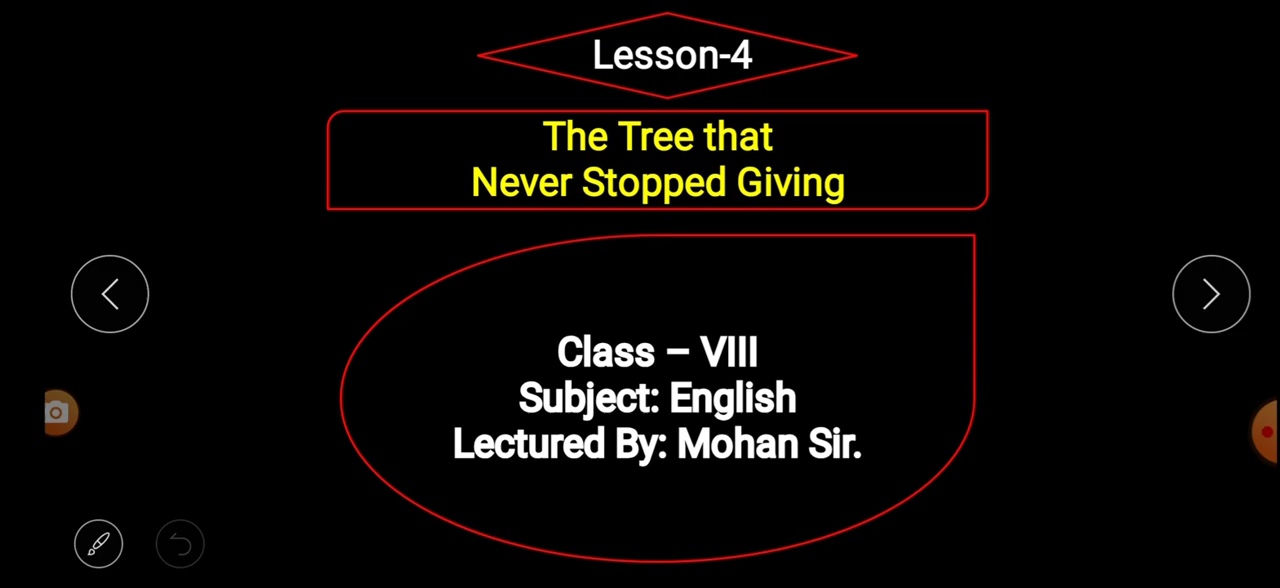 Lesson-4
The Tree that
Never Stopped Giving
Class – VIII
Subject: English
Lectured By: Mohan Sir.